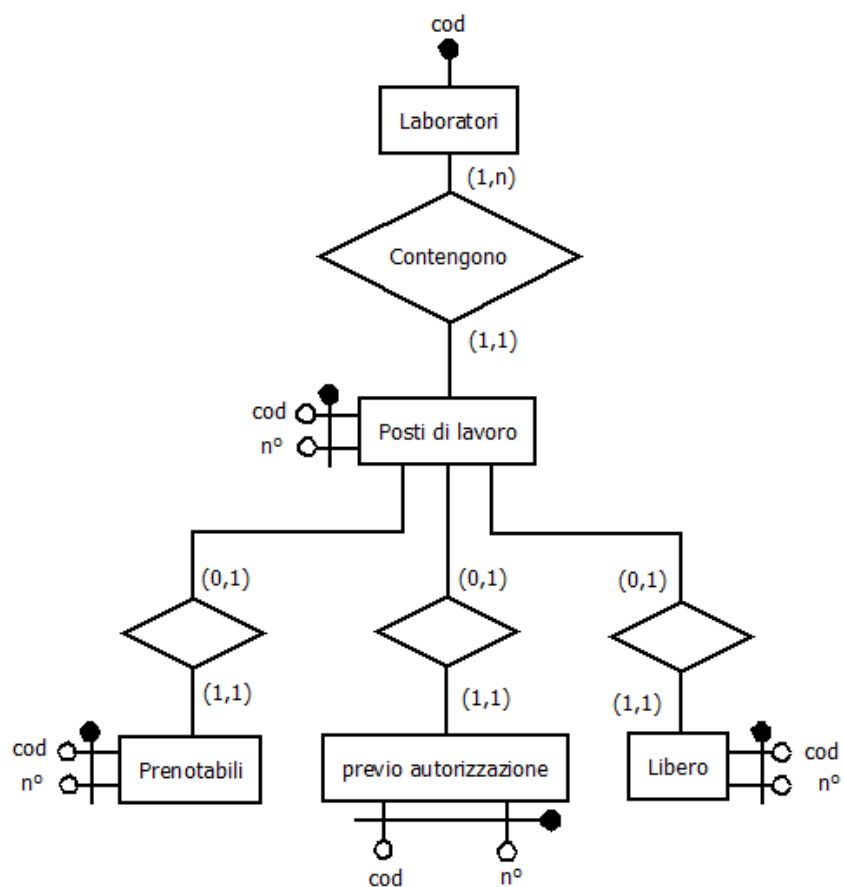 cod
Laboratori
(1,n)
Contengono
(1,1)
cod
Posti di lavoro
n°
(0,1)
(0,1)
(0,1)
(1,1)
(1,1)
(1,1)
cod
Prenotabili
n°
previo autorizzazione
cod
n°
Libero
cod
n°